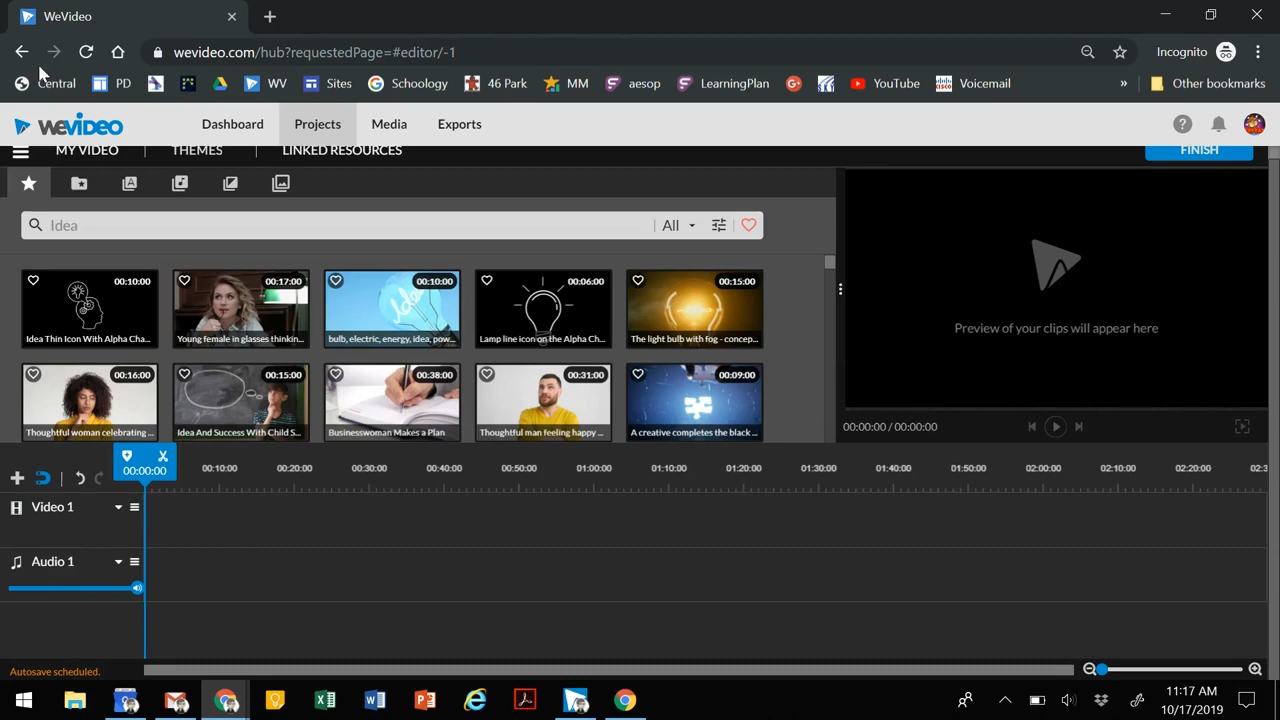 WeVideo
wevideo.com/hub?requestedPage=#editor/-1
Incognito
Central PD WV Sites Schoology 46 Park MM aesop LearningPlan YouTube Voicemail » Other bookmarks
WEVIDEO Dashboard Projects Media Exports
MY VIDEO THEMES LINKED RESOURCES FINISH
Idea All
00:10:00 00:17:00 00:10:00 00:06:00 00:15:00
Idea Thin Icon With Alpha Cha... Young female in glasses thinkin... bulb, electric, energy, idea, pow... Lamp line icon on the Alpha Ch... The light bulb with fog - concep...
Preview of your clips will appear here
00:16:00 00:15:00 00:38:00 00:31:00 00:09:00
Thoughtful woman celebrating ... Idea And Success With Child S... Businesswoman Makes a Plan Thoughtful man feeling happy ... A creative completes the black ...
00:00:00 / 00:00:00
00:00:00 00:10:00 00:20:00 00:30:00 00:40:00 00:50:00 01:00:00 01:10:00 01:20:00 01:30:00 01:40:00 01:50:00 02:00:00 02:10:00 02:20:00 02:3
Video 1
Audio 1
Autosave scheduled.
11:17 AM
10/17/2019